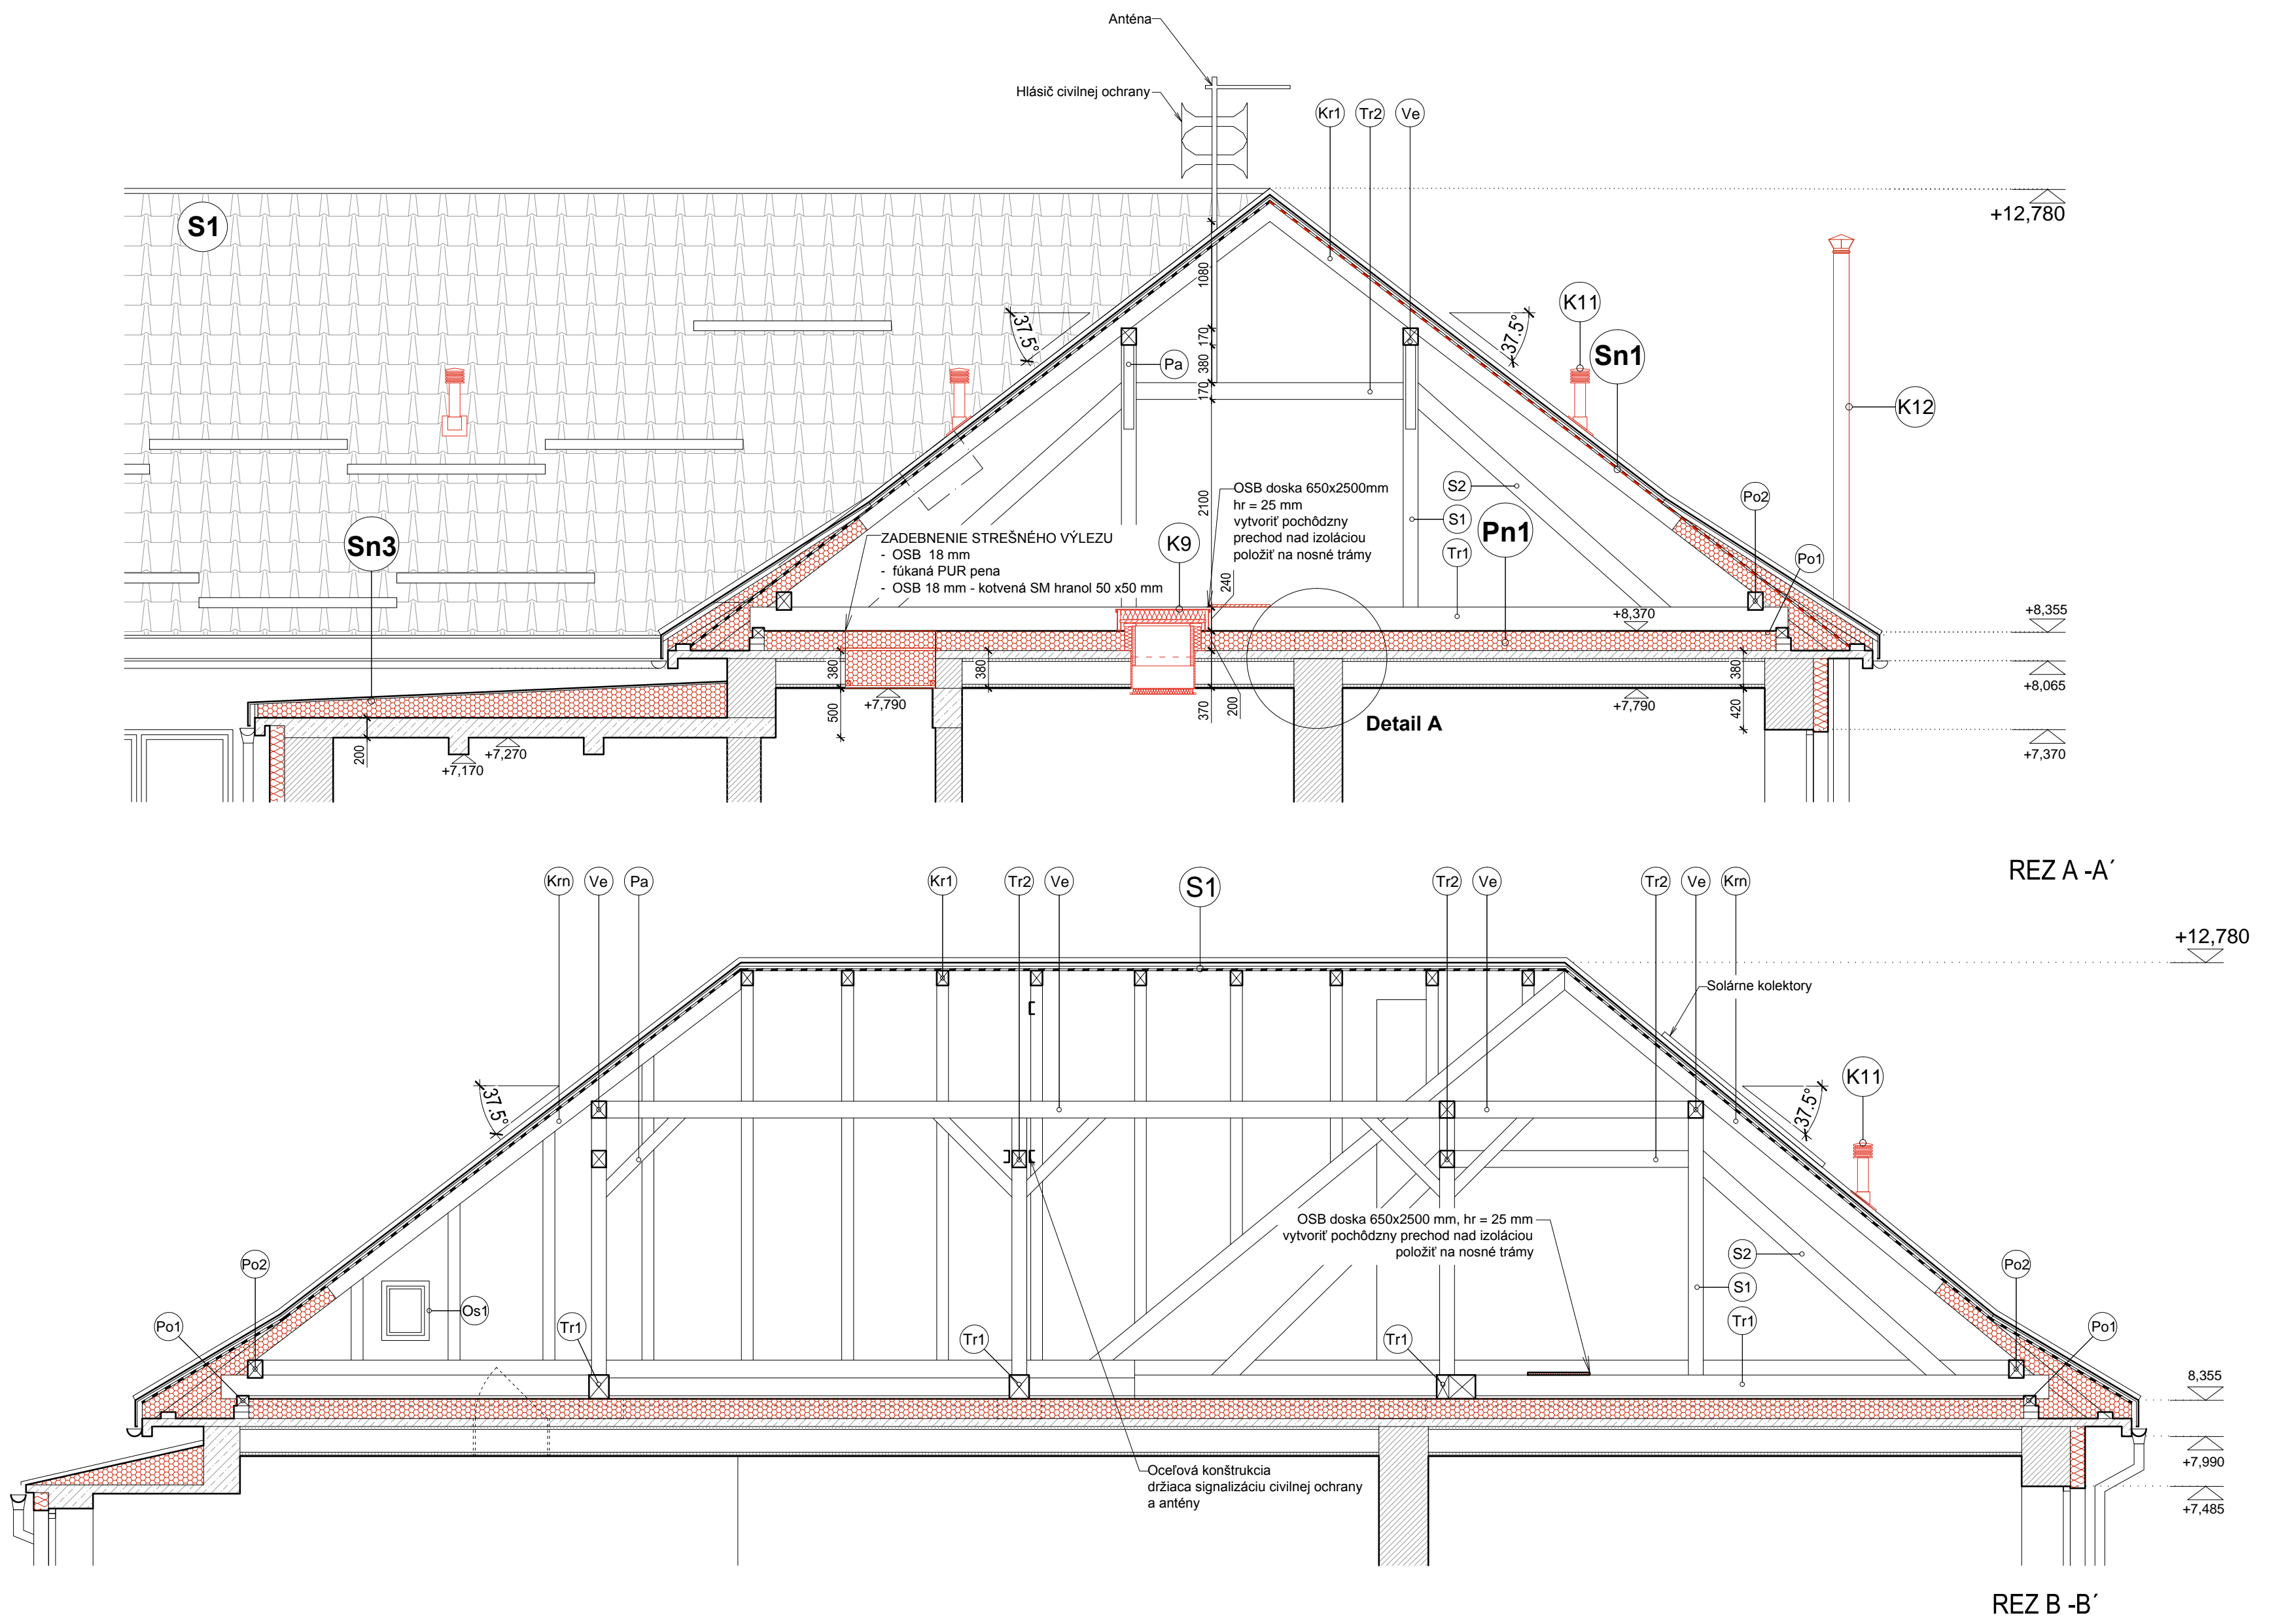 Anténa
Hlásič civilnej ochrany
Kr1
Tr2
Ve
+12,780
S1
1080
37.5°
37.5°
K11
170
Sn1
Pa
380
170
K12
OSB doska 650x2500mm
hr = 25 mm
vytvoriť pochôdzny
prechod nad izoláciou
položiť na nosné trámy
S2
2100
Po2
S1
Pn1
Sn3
ZADEBNENIE STREŠNÉHO VÝLEZU
- OSB 18 mm
- fúkaná PUR pena
- OSB 18 mm - kotvená SM hranol 50 x50 mm
K9
Tr1
Po1
240
+8,370
+8,355
380
380
380
+8,065
+7,790
500
370
200
+7,790
420
Detail A
200
+7,270
+7,170
+7,370
REZ A -A´
Krn
Ve
Pa
Kr1
Tr2
Ve
S1
Tr2
Ve
Tr2
Ve
Krn
+12,780
Solárne kolektory
37.5°
37.5°
K11
OSB doska 650x2500 mm, hr = 25 mm
vytvoriť pochôdzny prechod nad izoláciou
položiť na nosné trámy
Po2
S2
Po2
S1
Os1
Po1
Tr1
Tr1
Tr1
Tr1
Po1
8,355
+7,990
Oceľová konštrukcia
držiaca signalizáciu civilnej ochrany
a antény
+7,485
REZ B -B´